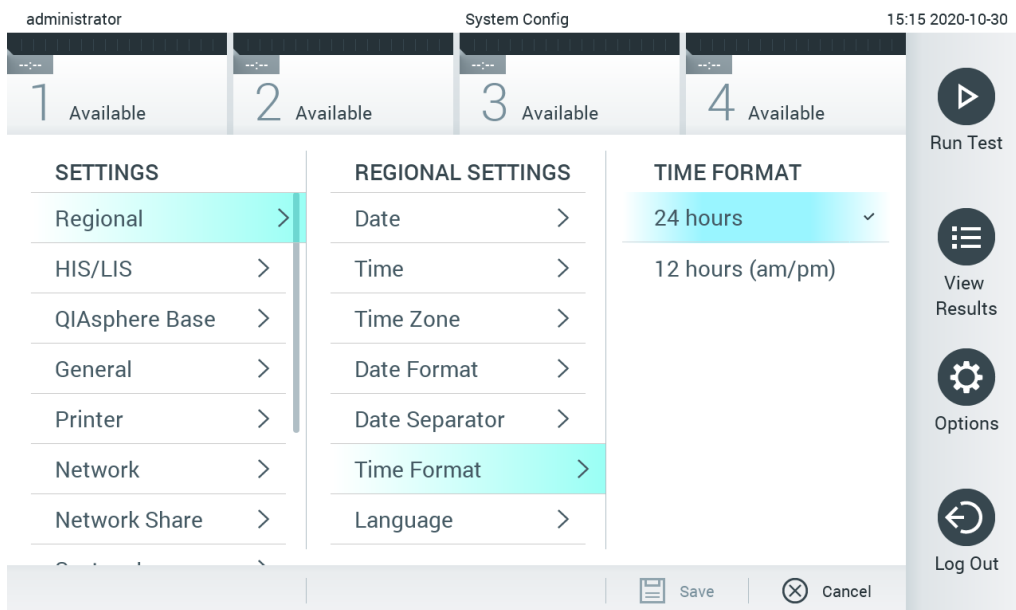 administrator System Config 15:15 2020-10-30
--:-- --:-- --:-- --:--
1 Available 2 Available 3 Available 4 Available
Run Test
View
Results
Options
Log Out
SETTINGS
Regional
HIS/LIS
QIAsphere Base
General
Printer
Network
Network Share
REGIONAL SETTINGS
Date
Time
Time Zone
Date Format
Date Separator
Time Format
Language
TIME FORMAT
24 hours
12 hours (am/pm)
Save Cancel